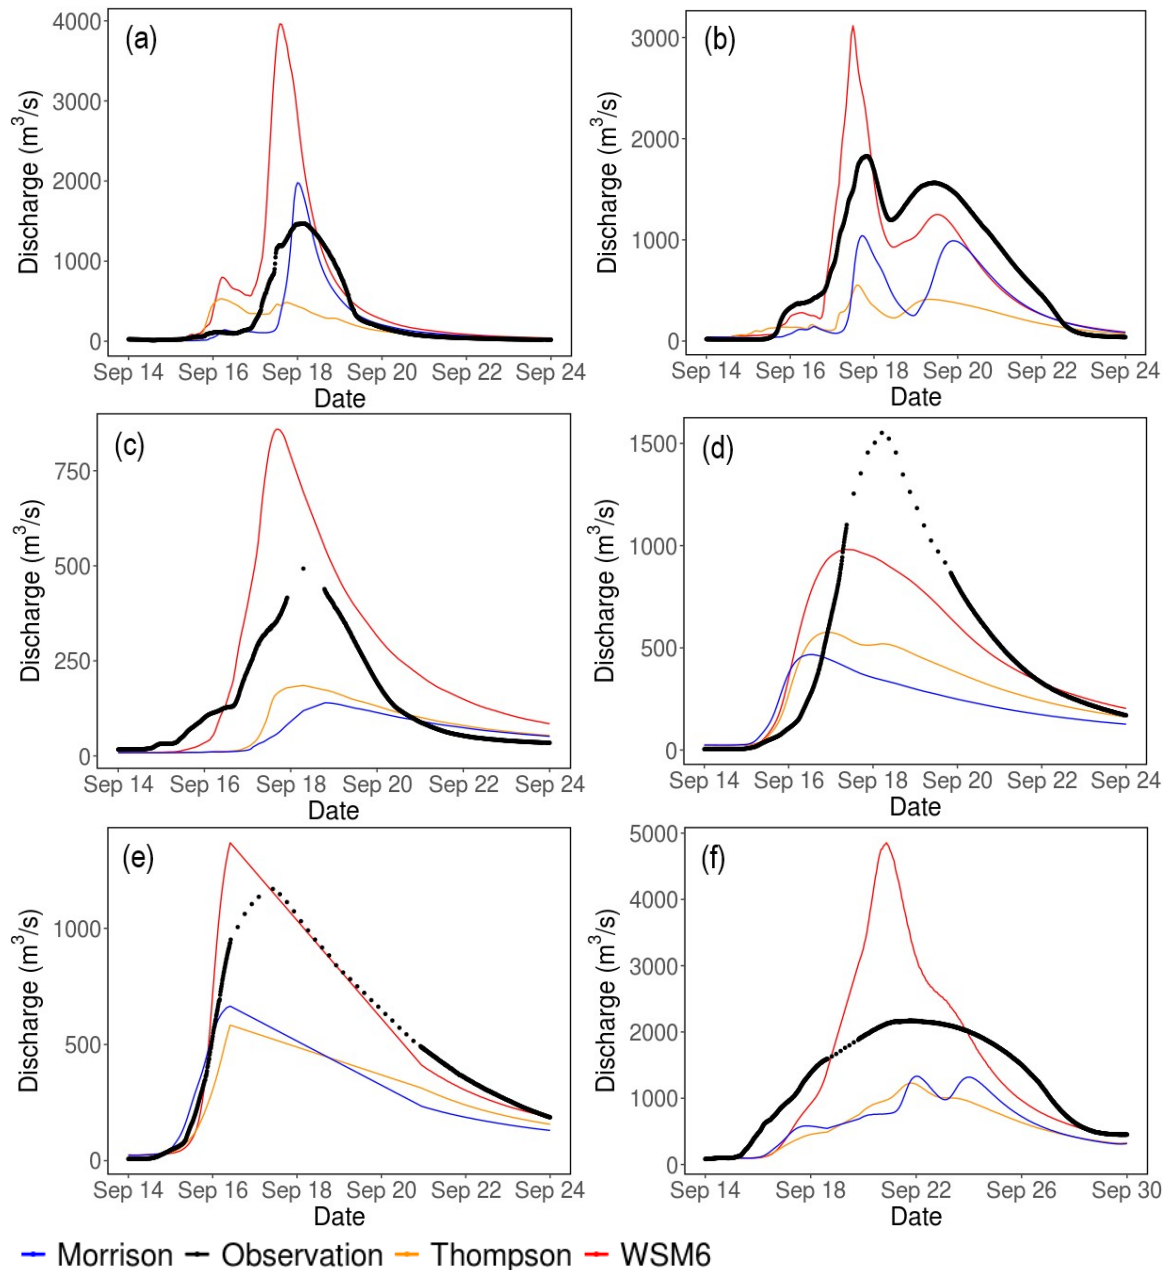 (a)
4000
3000
2000
1000
0
Discharge (m³/s)
Sep 14 Sep 16 Sep 18 Sep 20 Sep 22 Sep 24
Date
(b)
3000
2000
1000
0
Discharge (m³/s)
Sep 14 Sep 16 Sep 18 Sep 20 Sep 22 Sep 24
Date
(c)
750
500
250
0
Discharge (m³/s)
Sep 14 Sep 16 Sep 18 Sep 20 Sep 22 Sep 24
Date
(d)
1500
1000
500
0
Discharge (m³/s)
Sep 14 Sep 16 Sep 18 Sep 20 Sep 22 Sep 24
Date
(e)
1000
500
0
Discharge (m³/s)
Sep 14 Sep 16 Sep 18 Sep 20 Sep 22 Sep 24
Date
(f)
5000
4000
3000
2000
1000
0
Discharge (m³/s)
Sep 14 Sep 18 Sep 22 Sep 26 Sep 30
Date
Morrison Observation Thompson WSM6